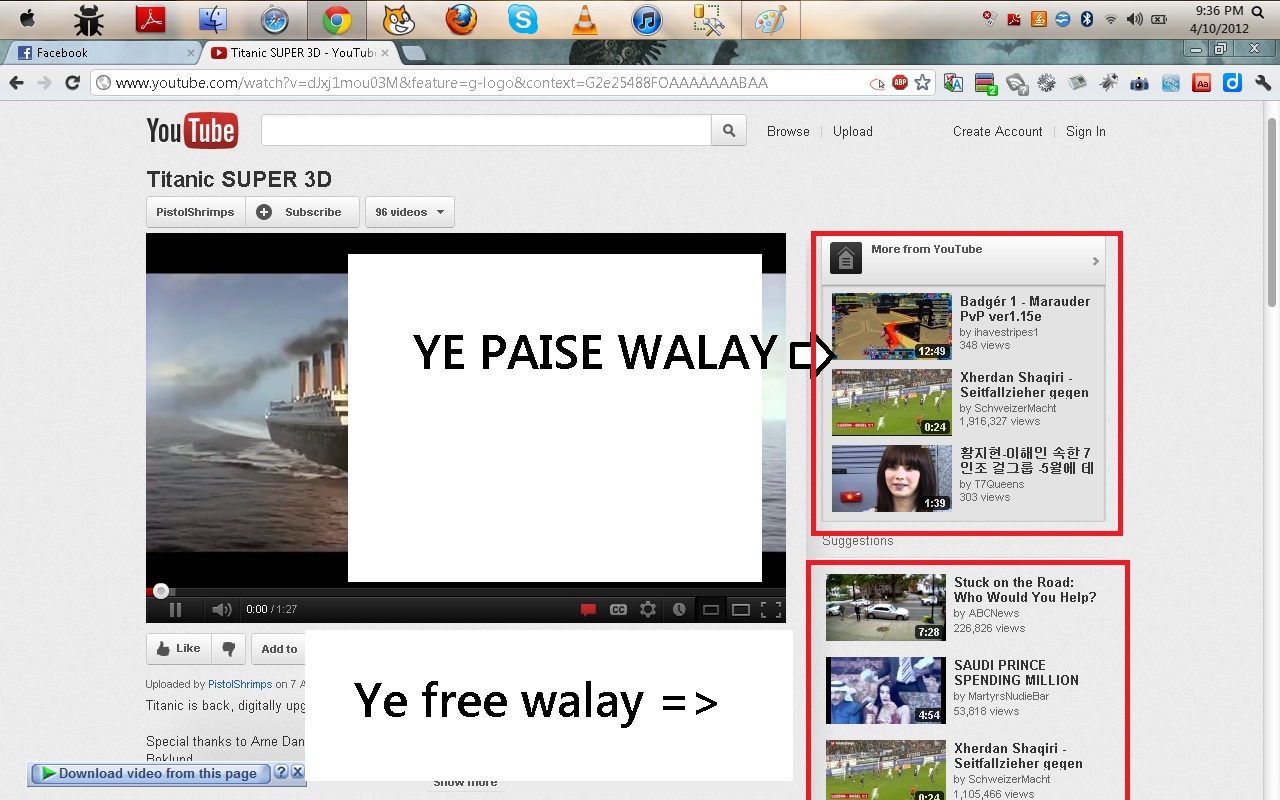 9:36 PM
4/10/2012
Facebook
Titanic SUPER 3D - YouTub
www.youtube.com/watch?v=dJxj1mou03M&feature=g-logo&context=G2e25488FOAAAAAAABAA
YouTube
Browse
Upload
Create Account
Sign In
Titanic SUPER 3D
PistolShrimps
Subscribe
96 videos
YE PAISE WALAY
0:00 / 1:27
CC
Like
Add to
Uploaded by PistolShrimps on 7 A
Titanic is back, digitally upg
Special thanks to Arne Dan
Boklund
Ye free walay =>
Download video from this page
Show more
More from YouTube
Badgér 1 - Marauder
PvP ver1.15e
by ihavestripes1
348 views
12:49
Xherdan Shaqiri -
Seitfallzieher gegen
by SchweizerMacht
1,916,327 views
0:24
황지현-이해인 속한 7
인조 걸그룹 -5월에 데
by T7Queens
303 views
1:39
Suggestions
Stuck on the Road:
Who Would You Help?
by ABCNews
226,826 views
7:28
SAUDI PRINCE
SPENDING MILLION
by MartyrsNudieBar
53,818 views
4:54
Xherdan Shaqiri -
Seitfallzieher gegen
by SchweizerMacht
1,105,466 views
0:24